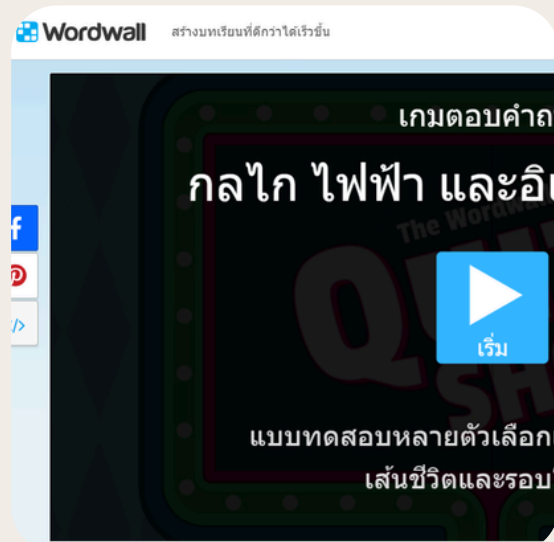 Wordwall สร้างบทเรียนที่ดีกว่าได้เร็วขึ้น
เกมตอบคำถ
กลไก ไฟฟ้า และอิเ
The Wordwall
QUIZ
SHOW
เริ่ม
แบบทดสอบหลายตัวเลือก
เส้นชีวิตและรอบ